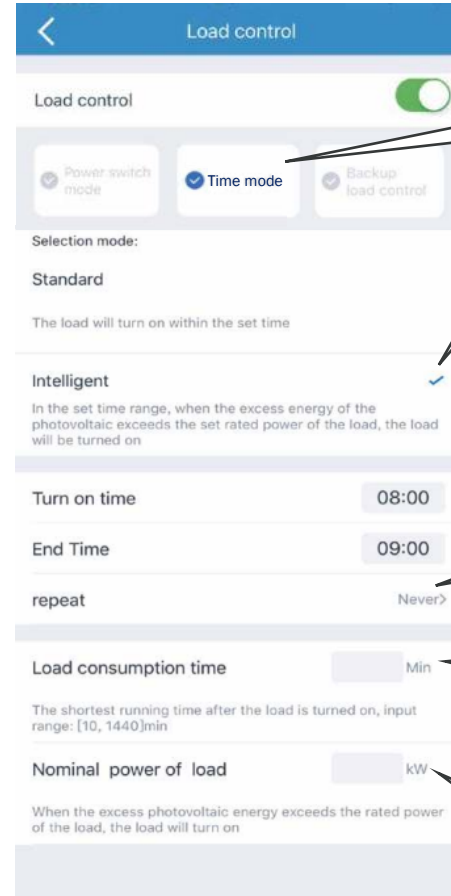 Load control
Load control
Power switch
mode
Time mode
Backup
load control
Selection mode:
Standard
The load will turn on within the set time
Intelligent
In the set time range, when the excess energy of the
photovoltaic exceeds the set rated power of the load, the load
will be turned on
Turn on time 08:00
End Time 09:00
repeat Never>
Load consumption time Min
The shortest running time after the load is turned on, input
range: [10, 1440]min
Nominal power of load kW
When the excess photovoltaic energy exceeds the rated power
of the load, the load will turn on